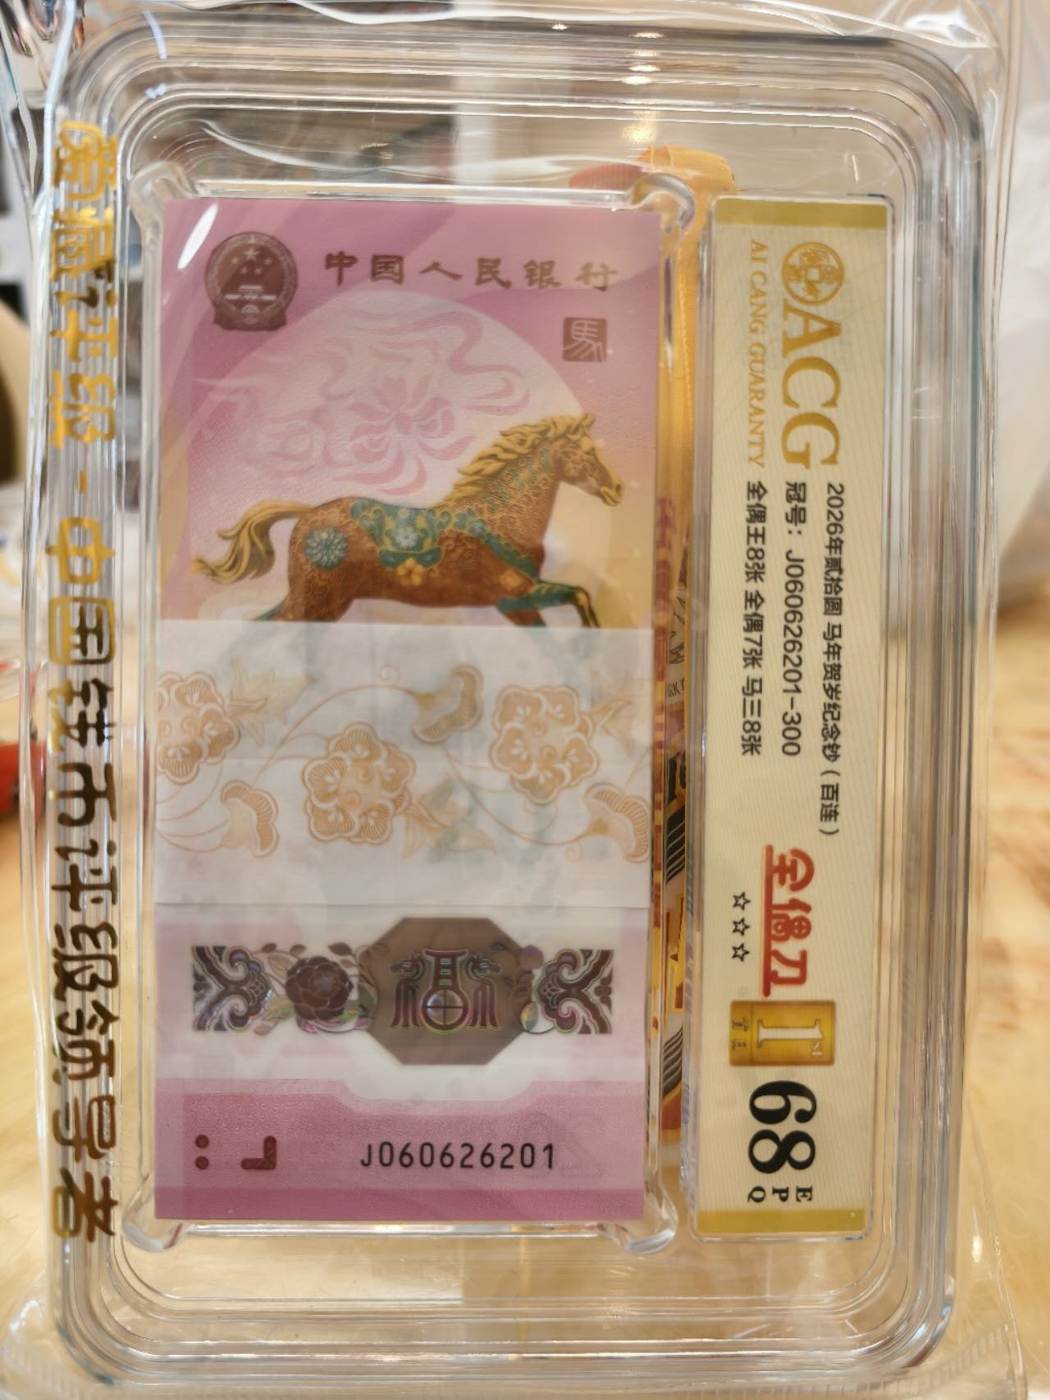 爱藏评级 - 中国钱币评级领导者
中国人民银行
馬
福
J060626201
ACG
AI CANG GUARANTY
2026年贰拾圆 马年贺岁纪念钞（百连）
冠号：J060626201-300
全偶王8张 全偶7张 马三8张
全偶刀
☆☆☆
1ST
68
EPQ